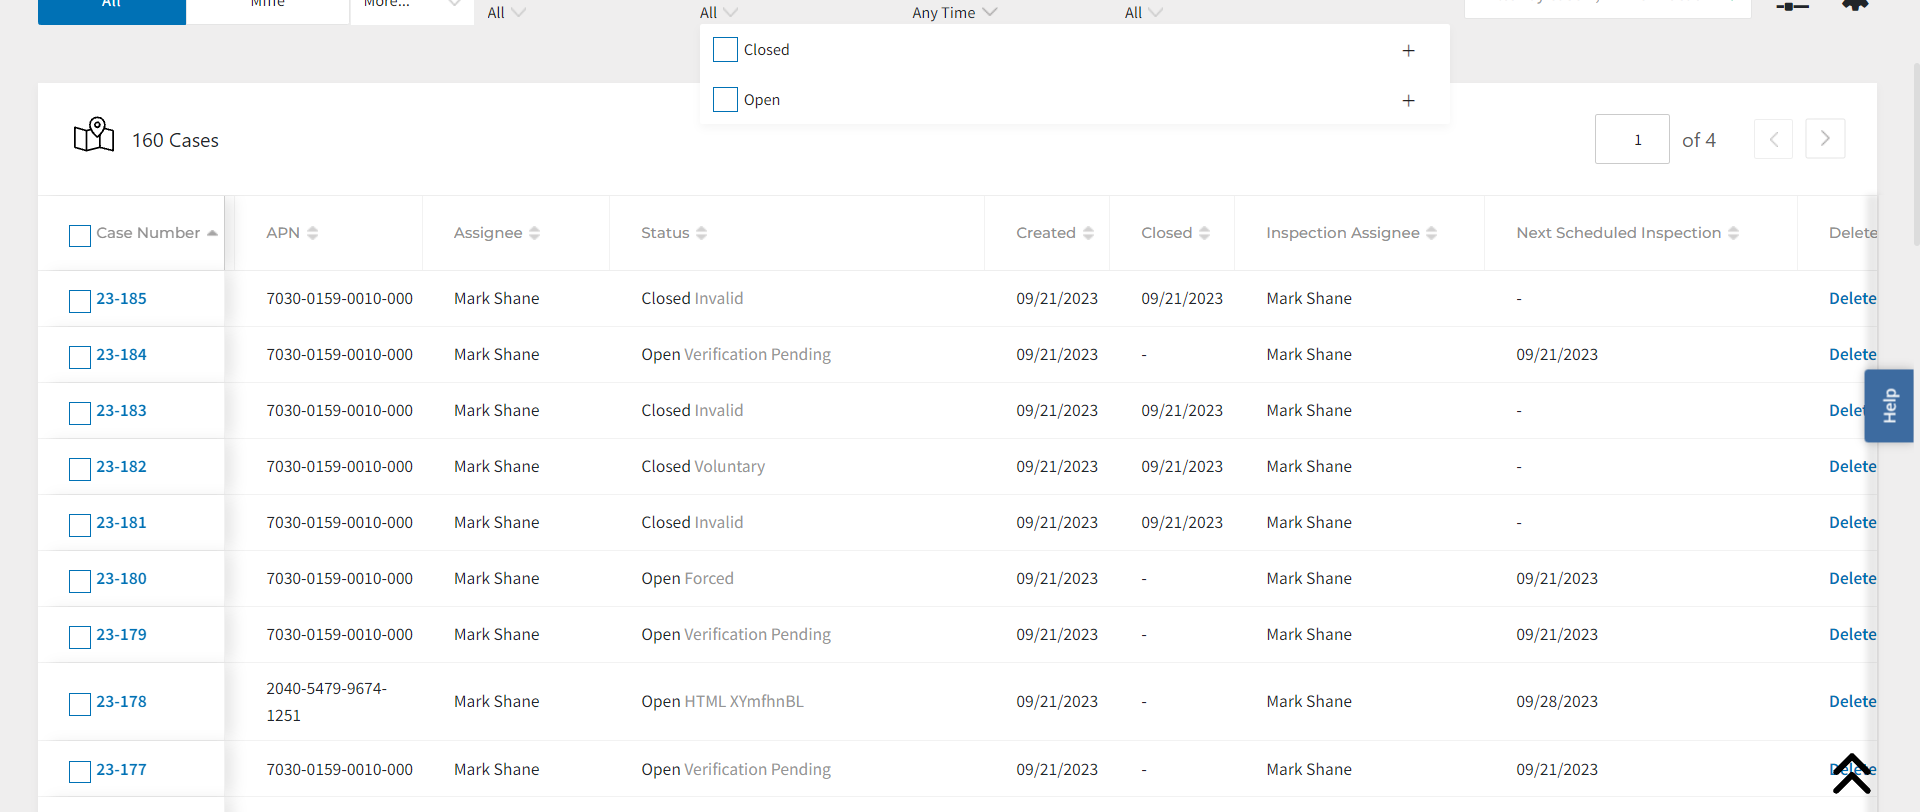 All Mine More...
All All Any Time All
Closed +
Open +
160 Cases 1 of 4
Case Number APN Assignee Status Created Closed Inspection Assignee Next Scheduled Inspection Delete
23-185 7030-0159-0010-000 Mark Shane Closed Invalid 09/21/2023 09/21/2023 Mark Shane - Delete
23-184 7030-0159-0010-000 Mark Shane Open Verification Pending 09/21/2023 - Mark Shane 09/21/2023 Delete
23-183 7030-0159-0010-000 Mark Shane Closed Invalid 09/21/2023 09/21/2023 Mark Shane - Delet
Help
23-182 7030-0159-0010-000 Mark Shane Closed Voluntary 09/21/2023 09/21/2023 Mark Shane - Delete
23-181 7030-0159-0010-000 Mark Shane Closed Invalid 09/21/2023 09/21/2023 Mark Shane - Delete
23-180 7030-0159-0010-000 Mark Shane Open Forced 09/21/2023 - Mark Shane 09/21/2023 Delete
23-179 7030-0159-0010-000 Mark Shane Open Verification Pending 09/21/2023 - Mark Shane 09/21/2023 Delete
23-178 2040-5479-9674-
1251 Mark Shane Open HTML XYmfhnBL 09/21/2023 - Mark Shane 09/28/2023 Delete
23-177 7030-0159-0010-000 Mark Shane Open Verification Pending 09/21/2023 - Mark Shane 09/21/2023 Delete